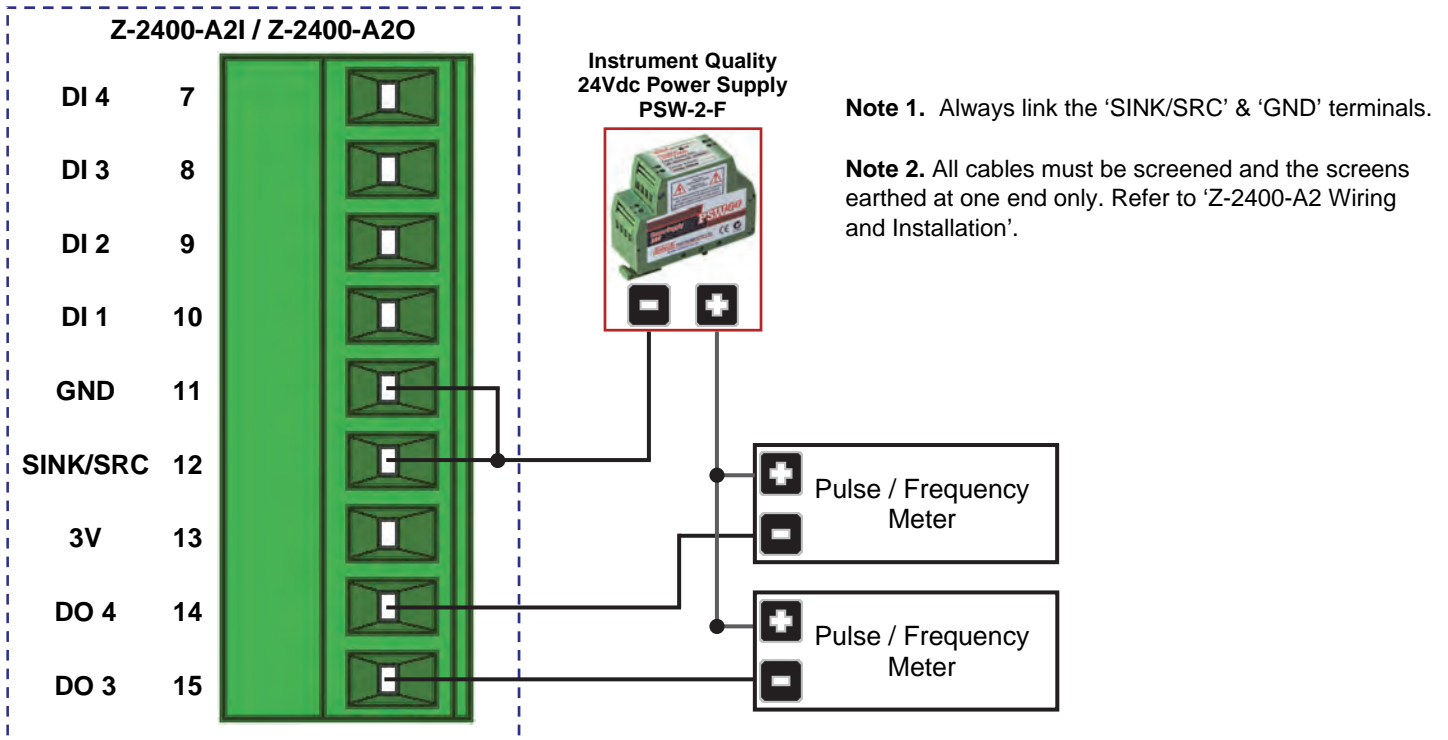 Z-2400-A2I / Z-2400-A2O
DI 4 7
DI 3 8
DI 2 9
DI 1 10
GND 11
SINK/SRC 12
3V 13
DO 4 14
DO 3 15
Instrument Quality
24Vdc Power Supply
PSW-2-F
Note 1. Always link the ‘SINK/SRC’ & ‘GND’ terminals.
Note 2. All cables must be screened and the screens
earthed at one end only. Refer to ‘Z-2400-A2 Wiring
and Installation’.
Pulse / Frequency
Meter
Pulse / Frequency
Meter